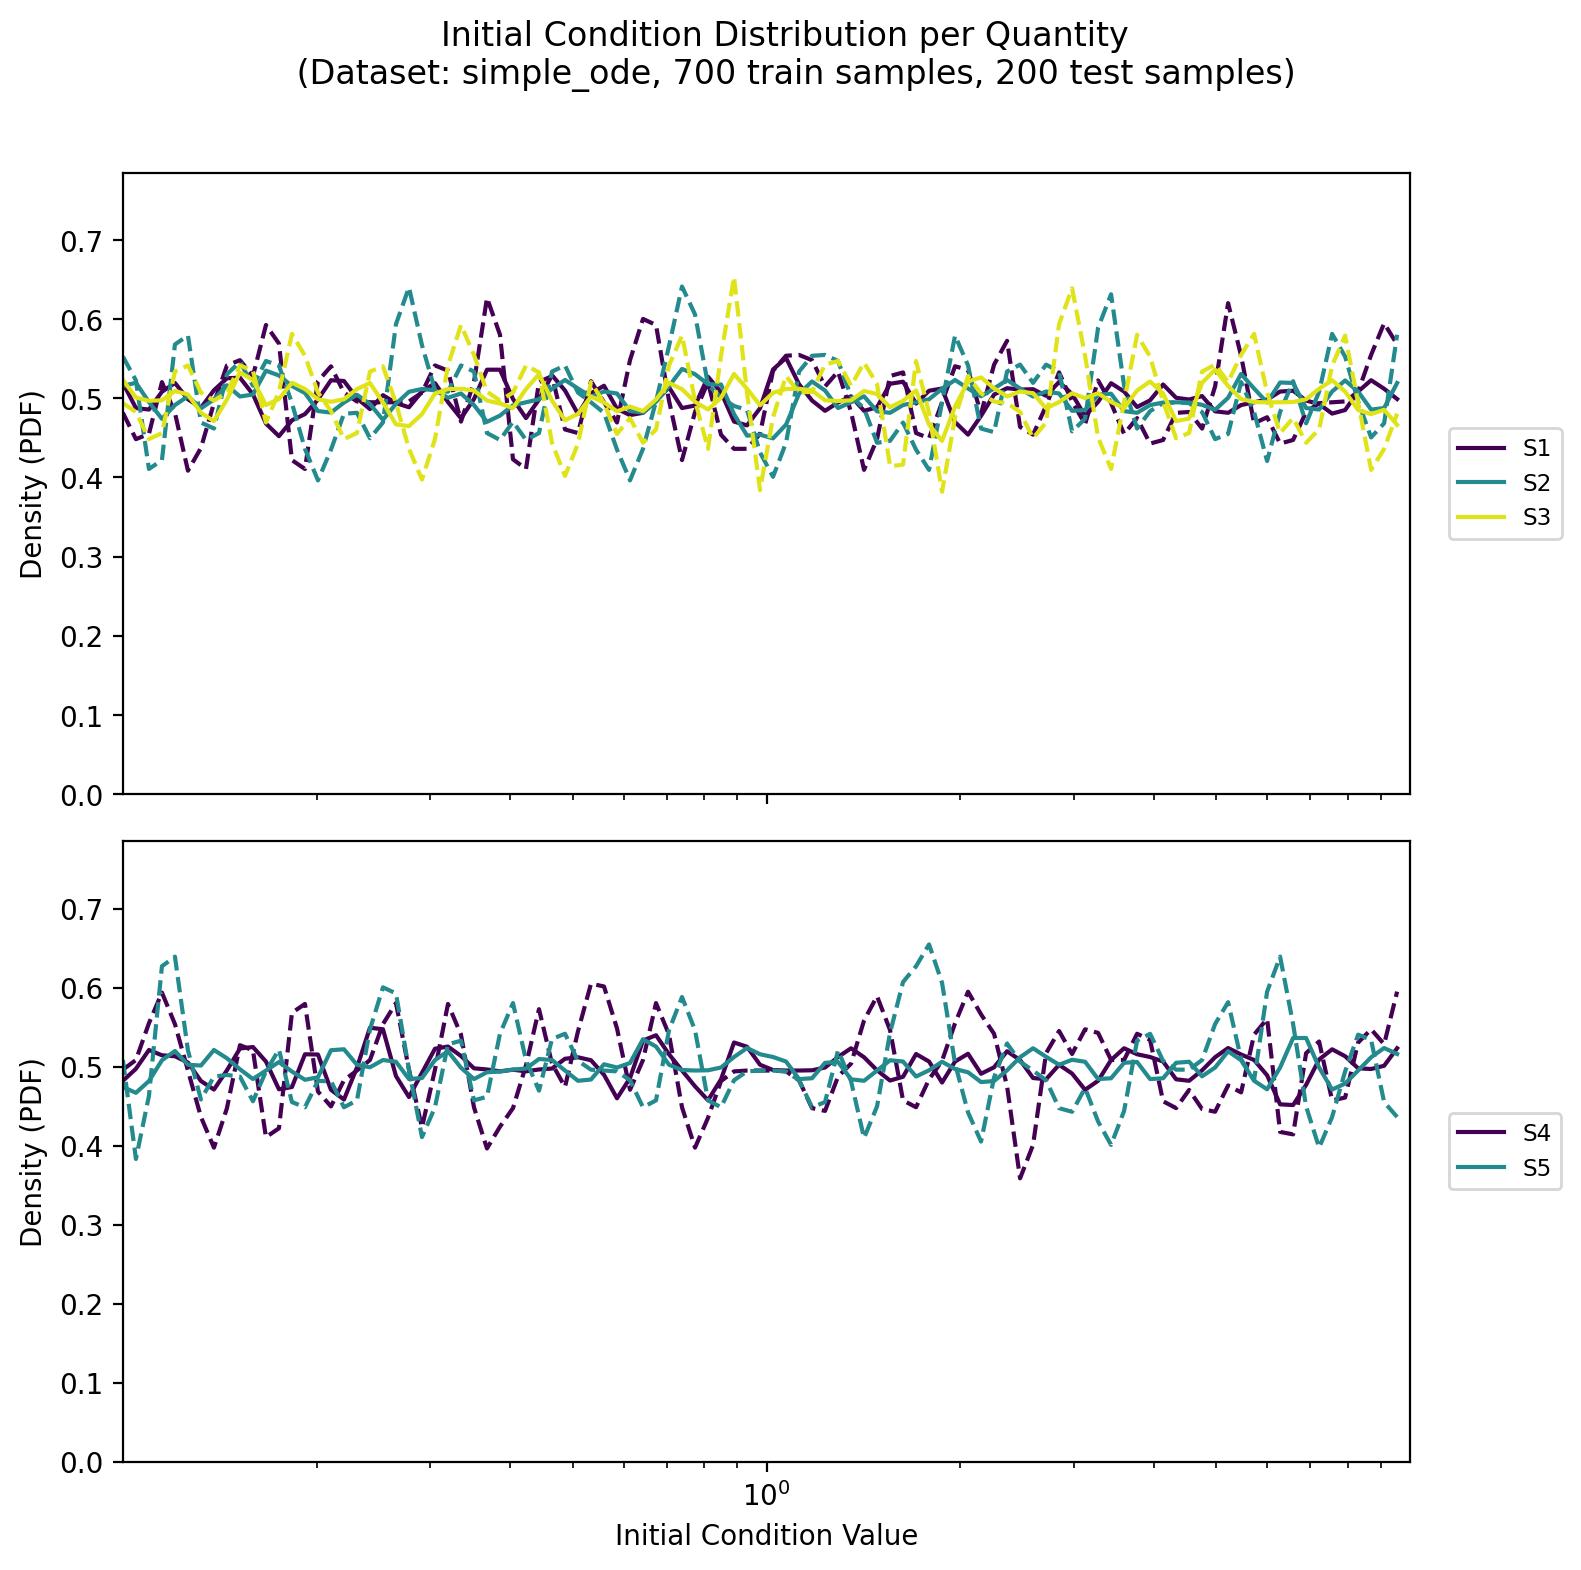 Initial Condition Distribution per Quantity
(Dataset: simple_ode, 700 train samples, 200 test samples)
Density (PDF)
0.7
0.6
0.5
0.4
0.3
0.2
0.1
0.0
S1
S2
S3
Density (PDF)
0.7
0.6
0.5
0.4
0.3
0.2
0.1
0.0
S4
S5
10⁰
Initial Condition Value